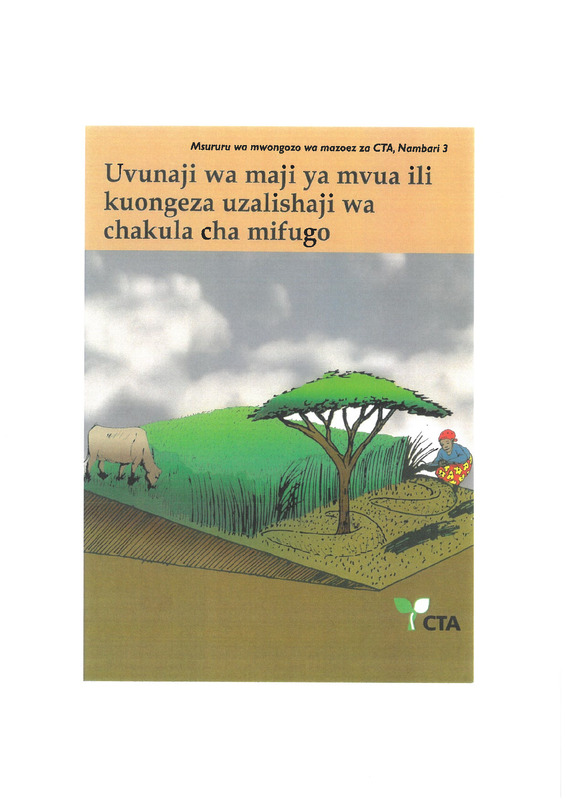 Msururu wa mwongozo wa mazoez za CTA, Nambari 3
Uvunaji wa maji ya mvua ili
kuongeza uzalishaji wa
chakula cha mifugo
CTA